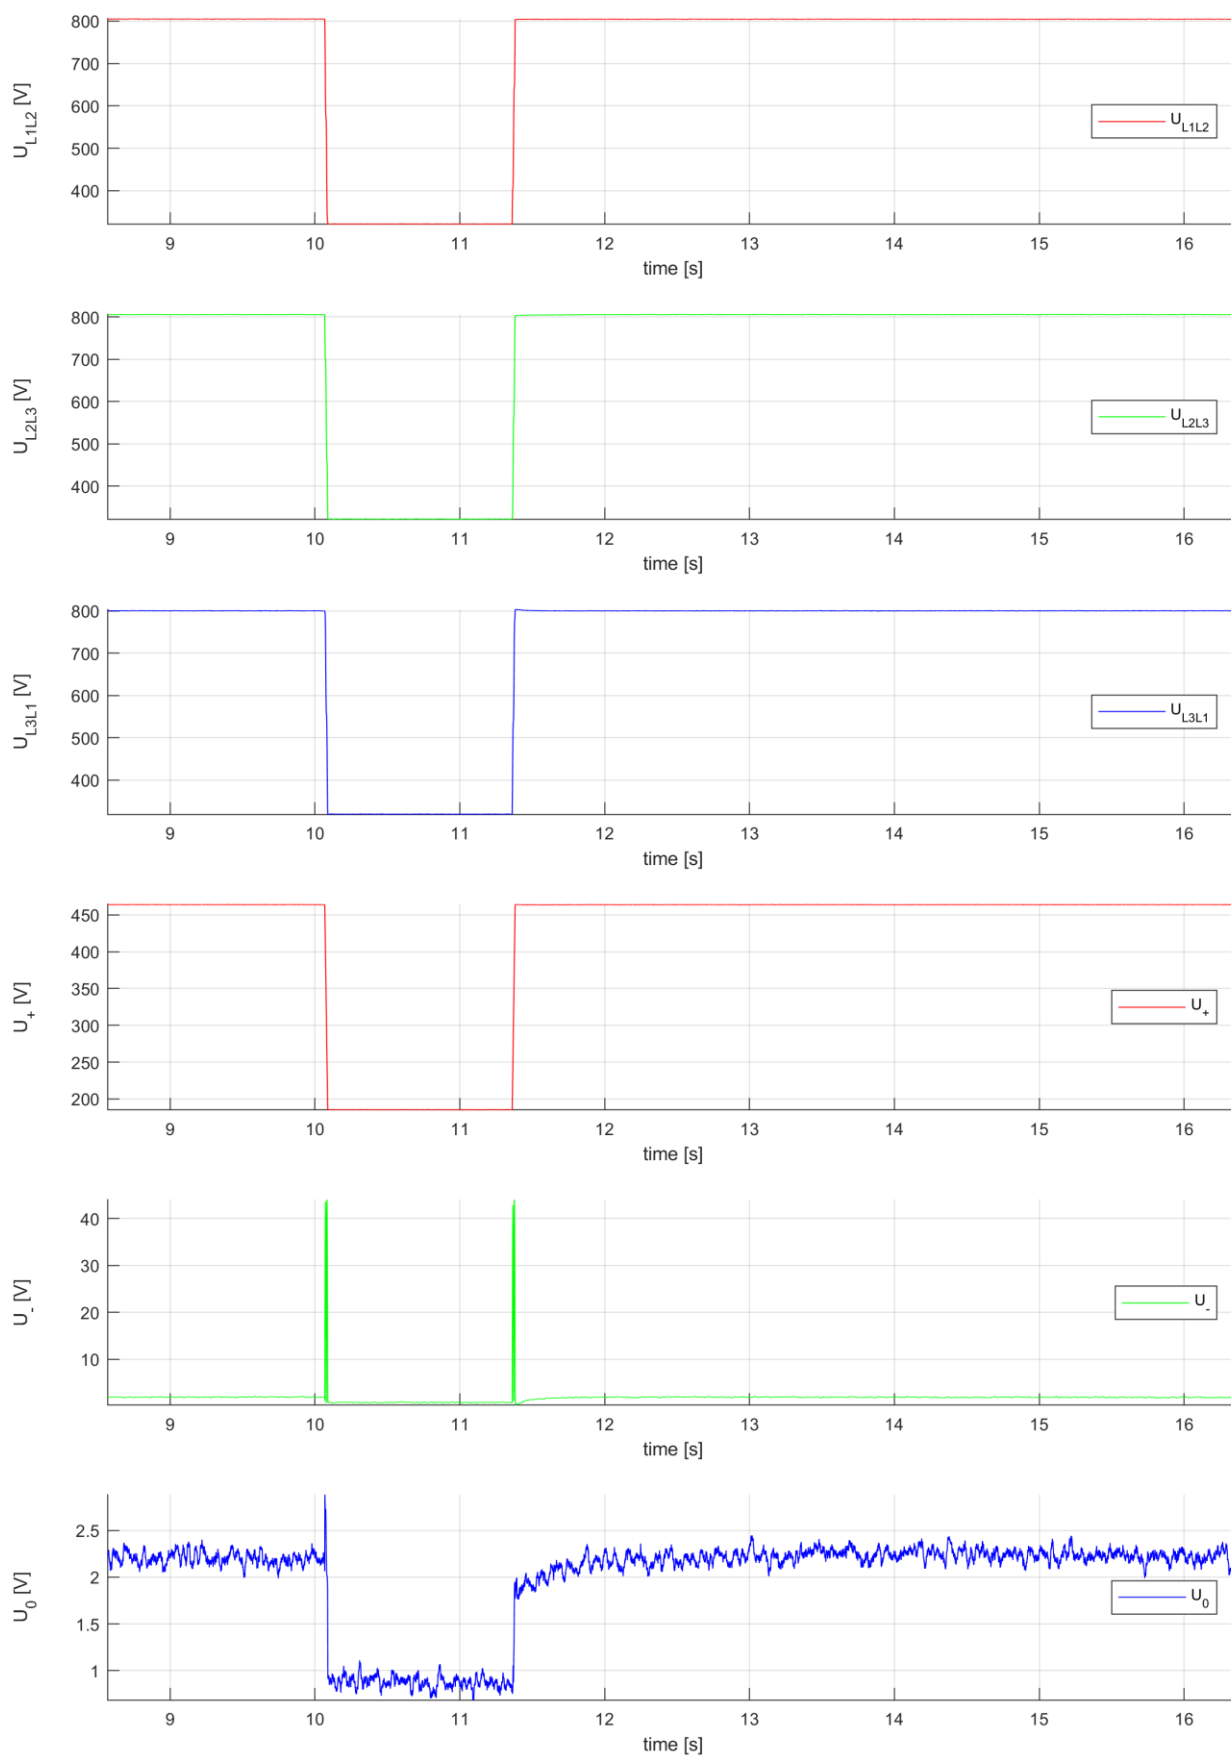 800
700
600
500
400
U_L1L2 [V]
U_L1L2
9 10 11 12 13 14 15 16
time [s]
800
700
600
500
400
U_L2L3 [V]
U_L2L3
9 10 11 12 13 14 15 16
time [s]
800
700
600
500
400
U_L3L1 [V]
U_L3L1
9 10 11 12 13 14 15 16
time [s]
450
400
350
300
250
200
U_+ [V]
U_+
9 10 11 12 13 14 15 16
time [s]
40
30
20
10
U_- [V]
U_-
9 10 11 12 13 14 15 16
time [s]
2.5
2
1.5
1
U_0 [V]
U_0
9 10 11 12 13 14 15 16
time [s]